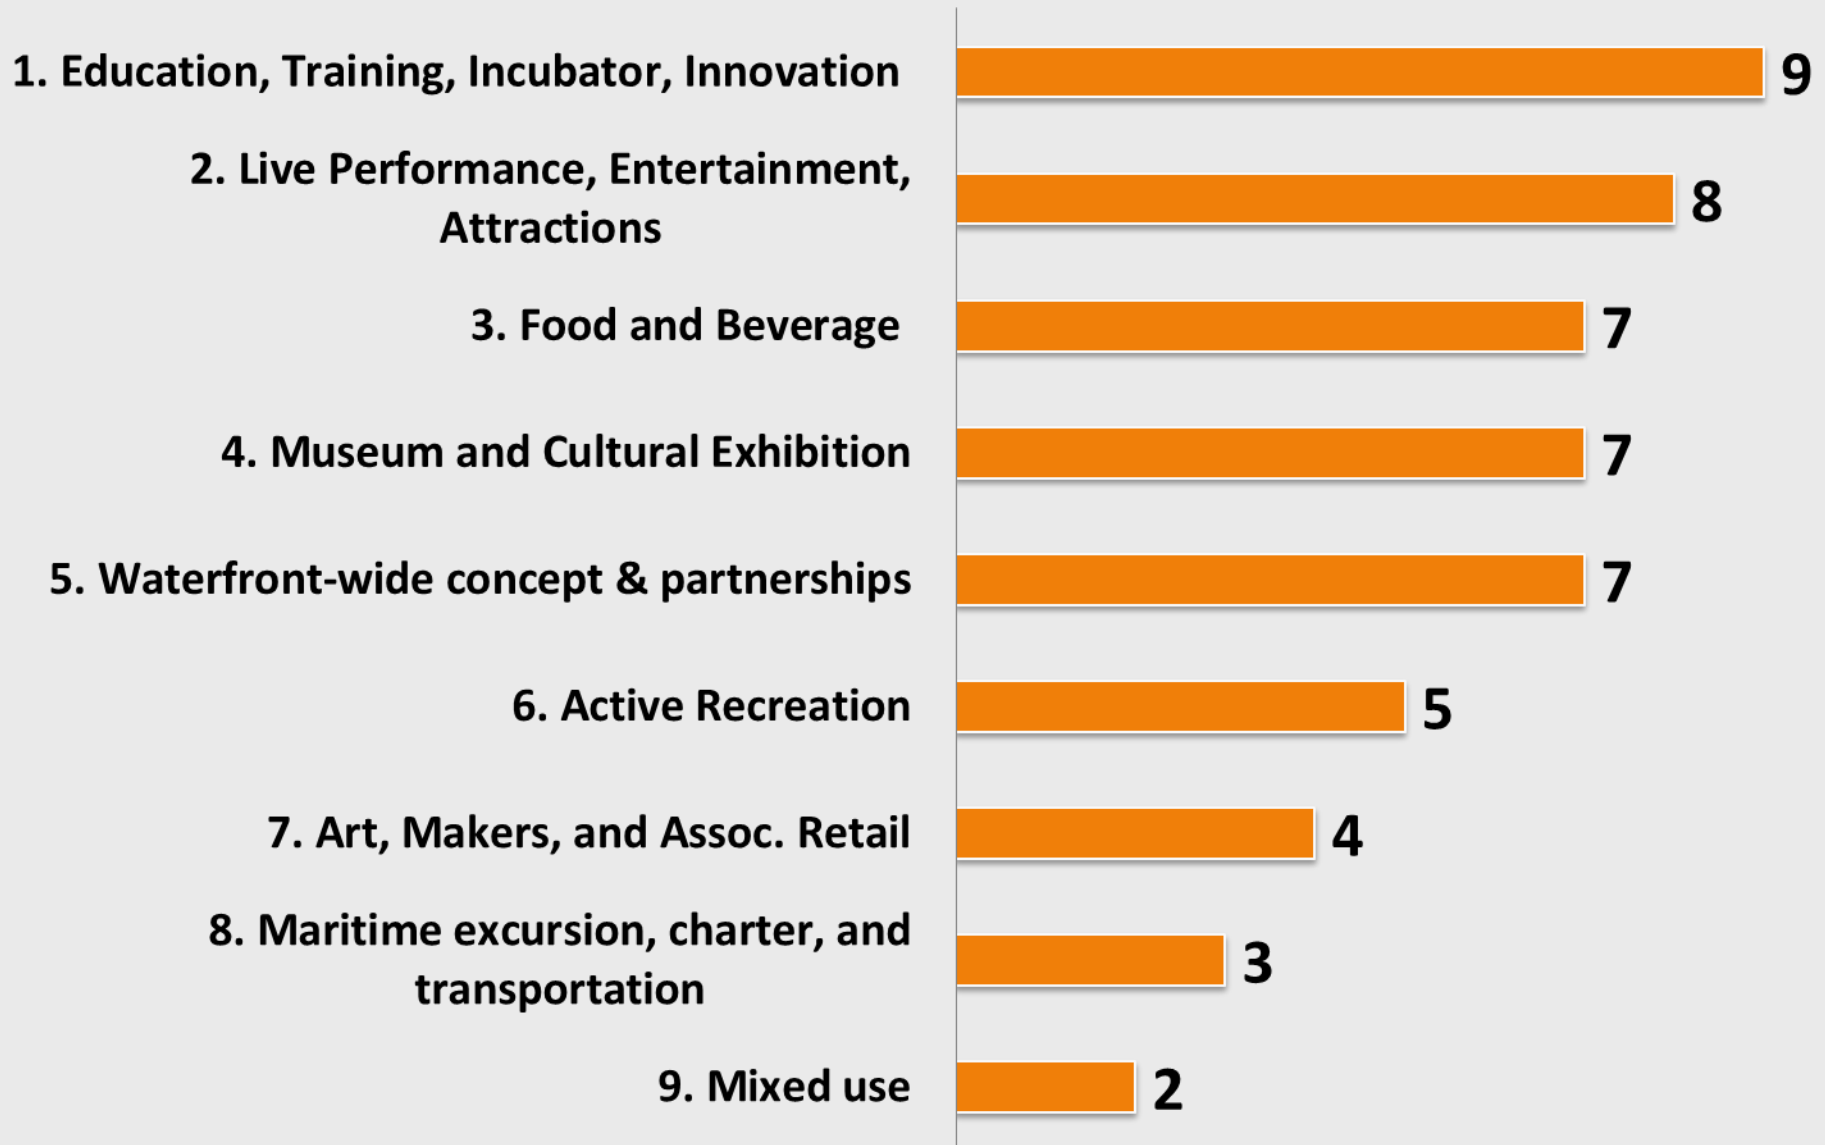 1. Education, Training, Incubator, Innovation 9
2. Live Performance, Entertainment,
Attractions 8
3. Food and Beverage 7
4. Museum and Cultural Exhibition 7
5. Waterfront-wide concept & partnerships 7
6. Active Recreation 5
7. Art, Makers, and Assoc. Retail 4
8. Maritime excursion, charter, and
transportation 3
9. Mixed use 2